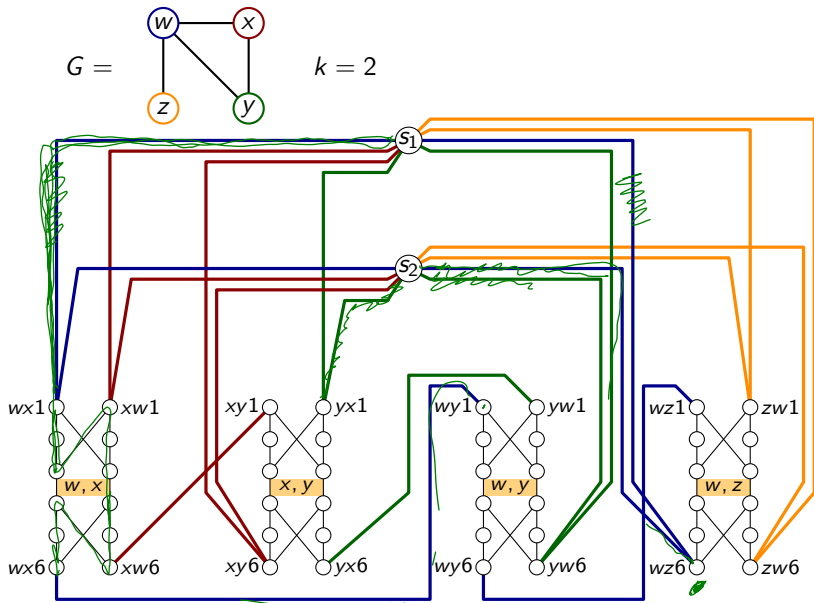 w x
G = k = 2
z y
s1
s2
wx1 xw1 xy1 yx1 wy1 yw1 wz1 zw1
w, x x, y w, y w, z
wx6 xw6 xy6 yx6 wy6 yw6 wz6 zw6